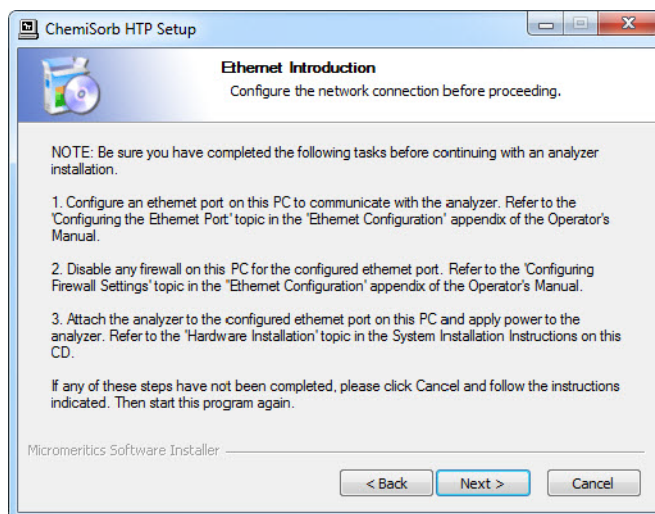 ChemiSorb HTP Setup
Ethernet Introduction
Configure the network connection before proceeding.
NOTE: Be sure you have completed the following tasks before continuing with an analyzer
installation.
1. Configure an ethernet port on this PC to communicate with the analyzer. Refer to the
'Configuring the Ethernet Port' topic in the 'Ethernet Configuration' appendix of the Operator's
Manual.
2. Disable any firewall on this PC for the configured ethernet port. Refer to the 'Configuring
Firewall Settings' topic in the "Ethernet Configuration' appendix of the Operator's Manual.
3. Attach the analyzer to the configured ethernet port on this PC and apply power to the
analyzer. Refer to the 'Hardware Installation' topic in the System Installation Instructions on this
CD.
If any of these steps have not been completed, please click Cancel and follow the instructions
indicated. Then start this program again.
Micromeritics Software Installer
< Back Next > Cancel